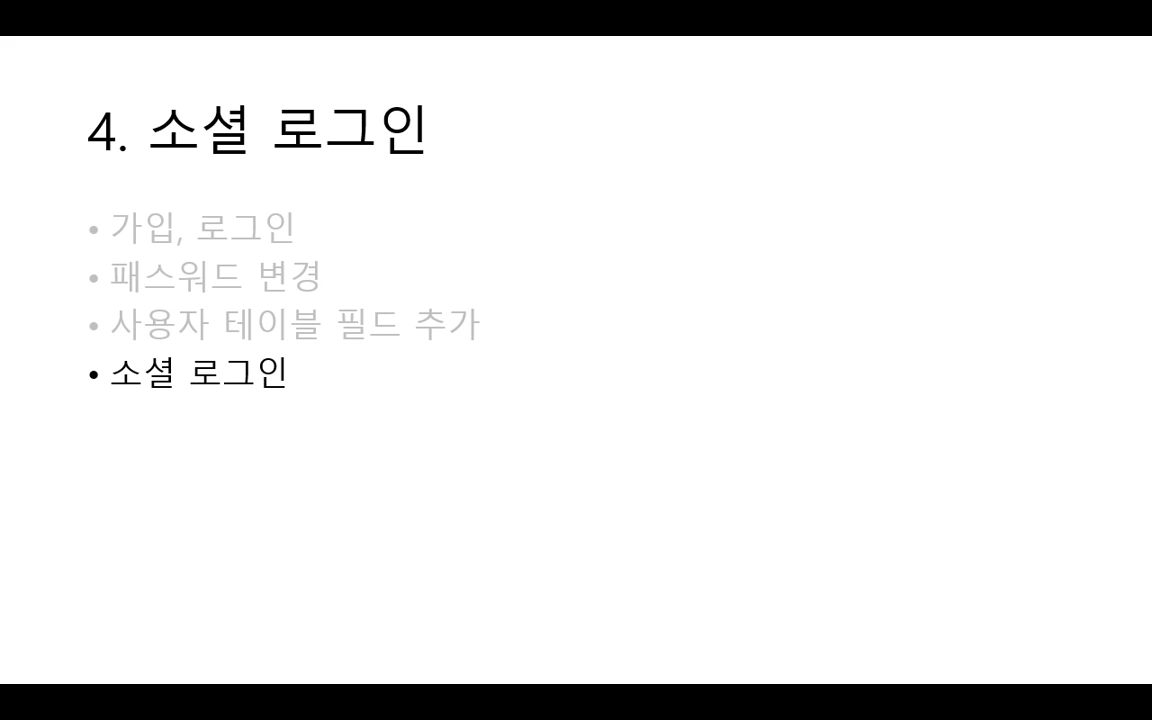 4. 소셜 로그인
• 가입, 로그인
• 패스워드 변경
• 사용자 테이블 필드 추가
• 소셜 로그인